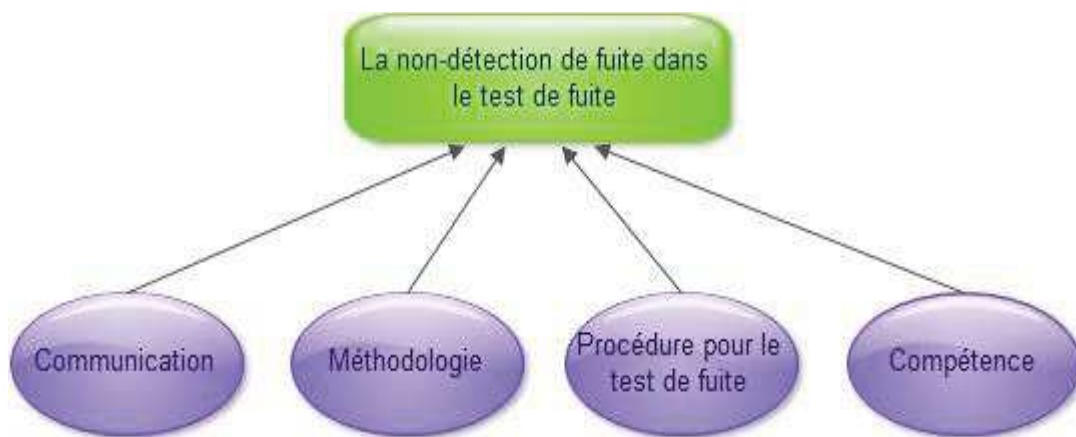 La non-détection de fuite dans
le test de fuite
Communication
Méthodologie
Procédure pour le
test de fuite
Compétence